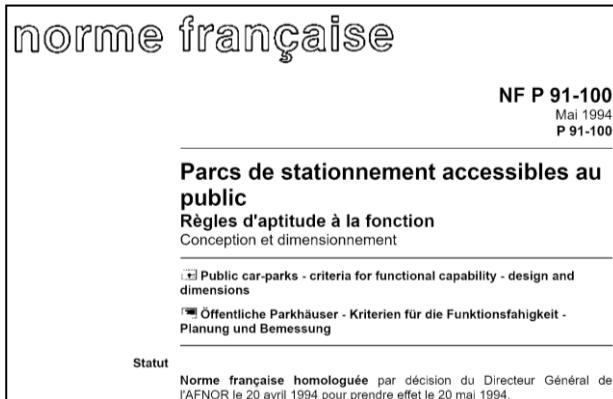 norme française
NF P 91-100
Mai 1994
P 91-100
Parcs de stationnement accessibles au
public
Règles d'aptitude à la fonction
Conception et dimensionnement
Public car-parks - criteria for functional capability - design and
dimensions
Öffentliche Parkhäuser - Kriterien für die Funktionsfahigkeit -
Planung und Bemessung
Statut
Norme française homologuée par décision du Directeur Général de
l'AFNOR le 20 avril 1994 pour prendre effet le 20 mai 1994.